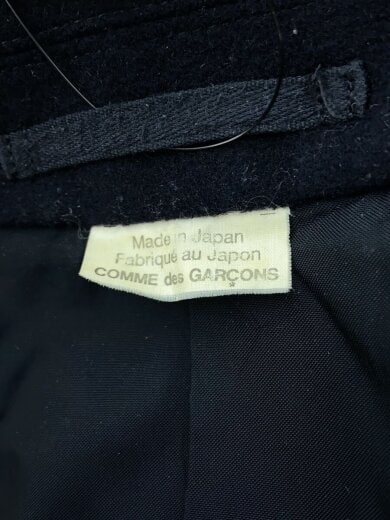 Made in Japan
Fabriqué au Japon
COMME des GARÇONS